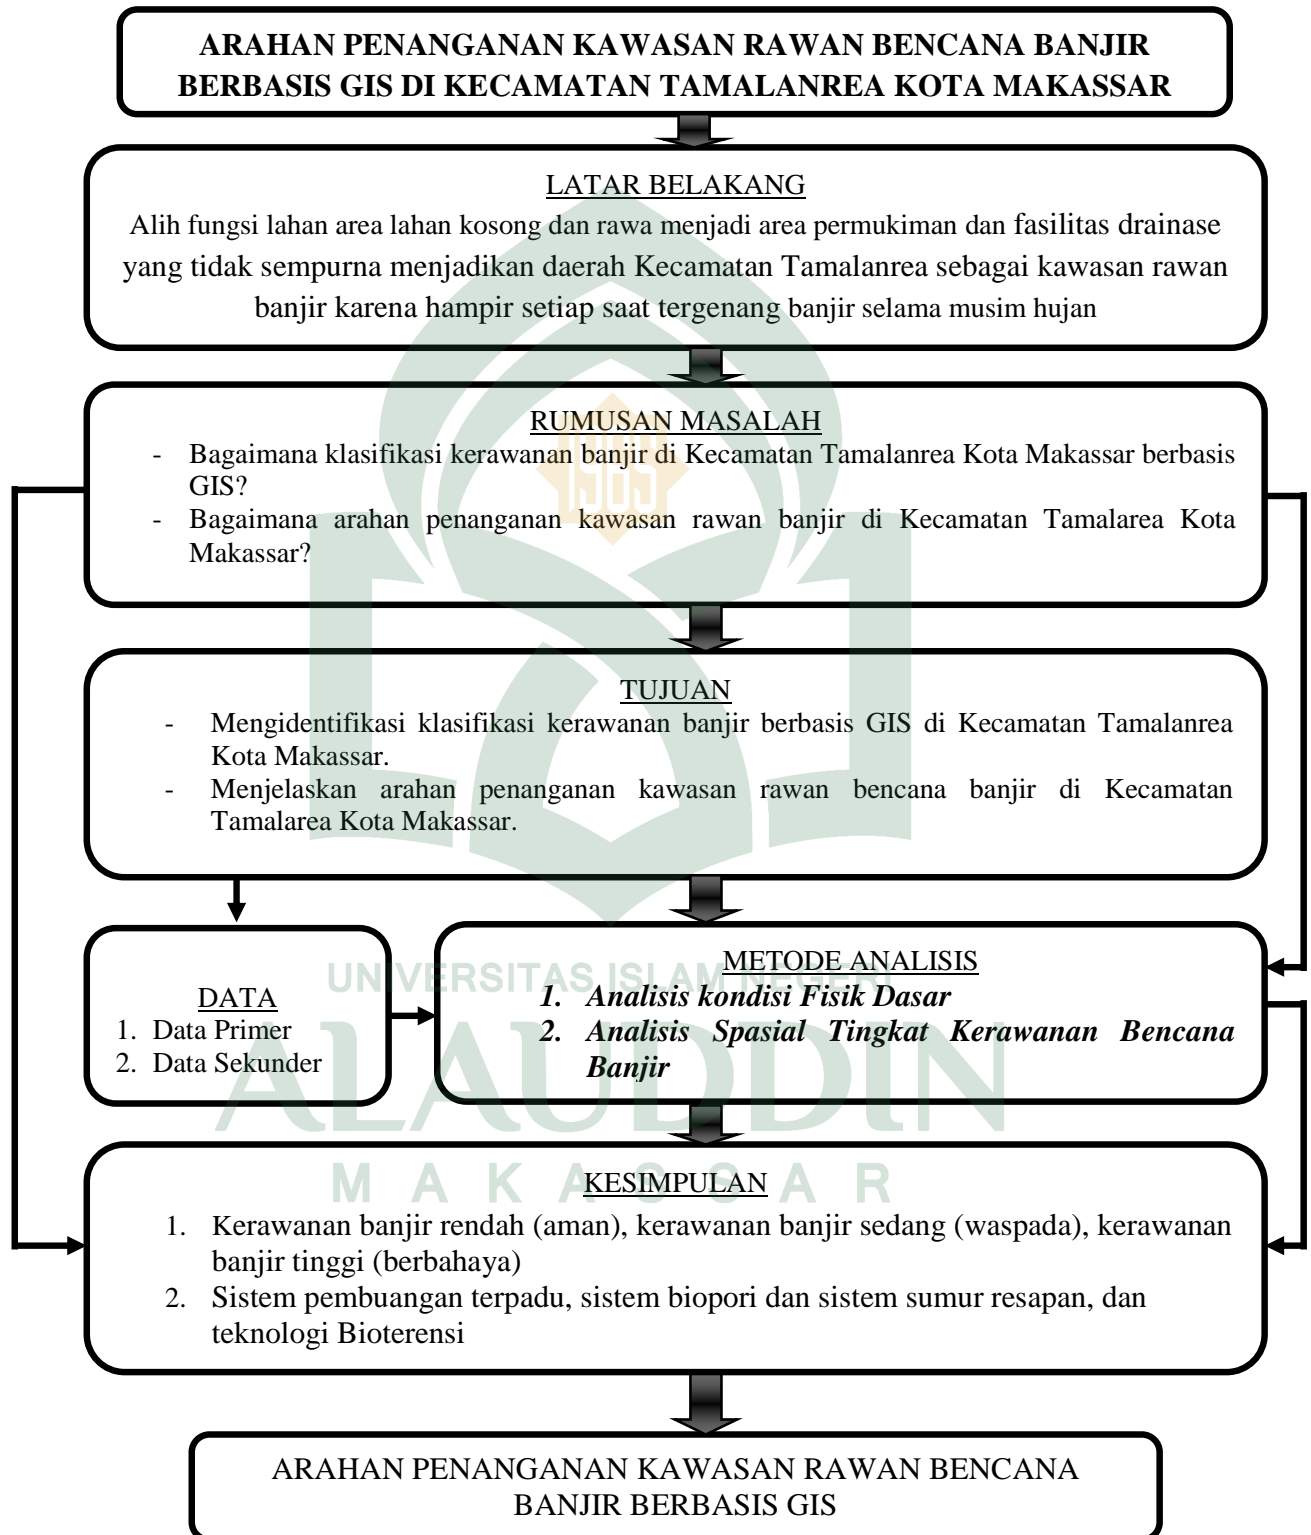 ARAHAN PENANGANAN KAWASAN RAWAN BENCANA BANJIR
BERBASIS GIS DI KECAMATAN TAMALANREA KOTA MAKASSAR
LATAR BELAKANG
Alih fungsi lahan area lahan kosong dan rawa menjadi area permukiman dan fasilitas drainase
yang tidak sempurna menjadikan daerah Kecamatan Tamalanrea sebagai kawasan rawan
banjir karena hampir setiap saat tergenang banjir selama musim hujan
RUMUSAN MASALAH
- Bagaimana klasifikasi kerawanan banjir di Kecamatan Tamalanrea Kota Makassar berbasis
GIS?
- Bagaimana arahan penanganan kawasan rawan banjir di Kecamatan Tamalarea Kota
Makassar?
1965
TUJUAN
- Mengidentifikasi klasifikasi kerawanan banjir berbasis GIS di Kecamatan Tamalanrea
Kota Makassar.
- Menjelaskan arahan penanganan kawasan rawan bencana banjir di Kecamatan
Tamalarea Kota Makassar.
DATA
1. Data Primer
2. Data Sekunder
METODE ANALISIS
1. Analisis kondisi Fisik Dasar
2. Analisis Spasial Tingkat Kerawanan Bencana
Banjir
UNIVERSITAS ISLAM NEGERI
ALAUDDIN
MAKASSAR
KESIMPULAN
1. Kerawanan banjir rendah (aman), kerawanan banjir sedang (waspada), kerawanan
banjir tinggi (berbahaya)
2. Sistem pembuangan terpadu, sistem biopori dan sistem sumur resapan, dan
teknologi Bioterensi
ARAHAN PENANGANAN KAWASAN RAWAN BENCANA
BANJIR BERBASIS GIS